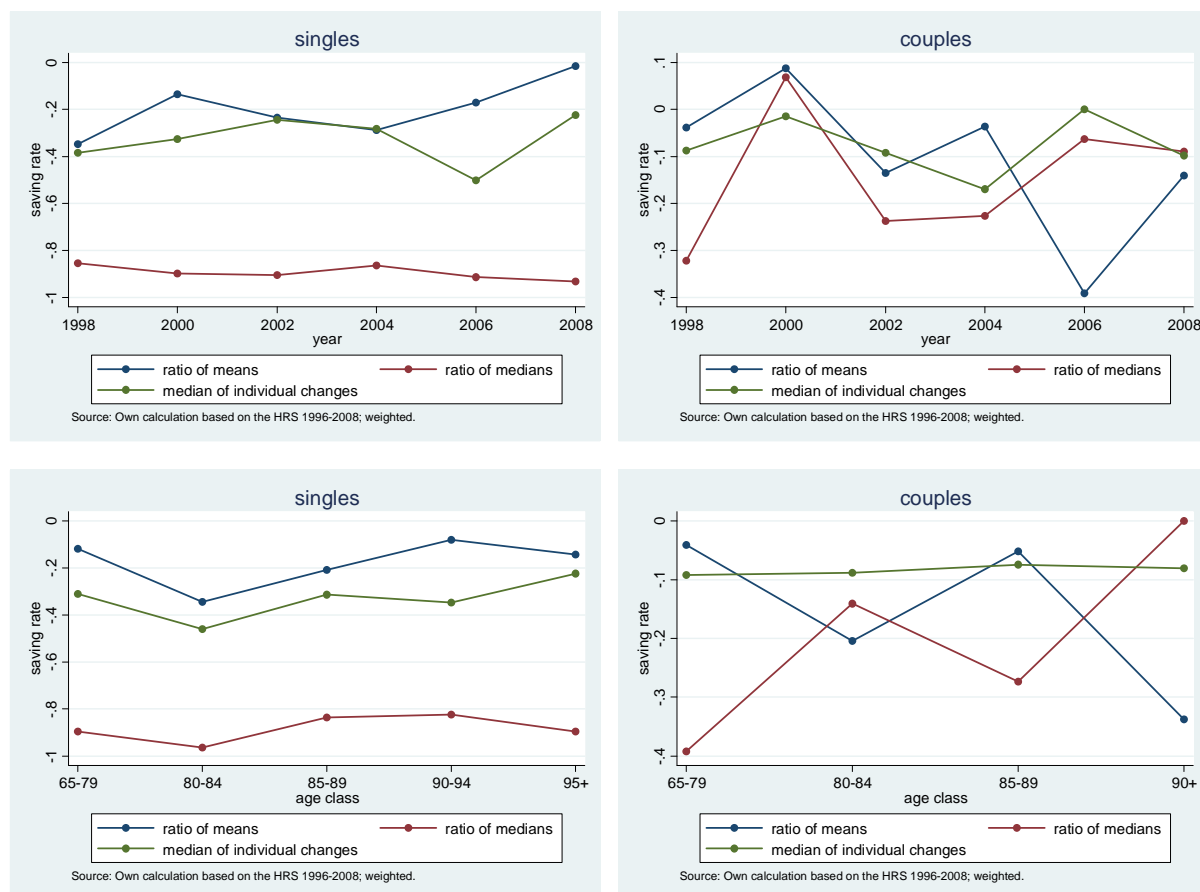 singles
0
-.2
-.4
-.6
-.8
-1
saving rate
1998 2000 2002 2004 2006 2008
year
ratio of means ratio of medians
median of individual changes
Source: Own calculation based on the HRS 1996-2008; weighted.
couples
.1
0
-.1
-.2
-.3
-.4
saving rate
1998 2000 2002 2004 2006 2008
year
ratio of means ratio of medians
median of individual changes
Source: Own calculation based on the HRS 1996-2008; weighted.
singles
0
-.2
-.4
-.6
-.8
-1
saving rate
65-79 80-84 85-89 90-94 95+
age class
ratio of means ratio of medians
median of individual changes
Source: Own calculation based on the HRS 1996-2008; weighted.
couples
0
-.1
-.2
-.3
-.4
saving rate
65-79 80-84 85-89 90+
age class
ratio of means ratio of medians
median of individual changes
Source: Own calculation based on the HRS 1996-2008; weighted.